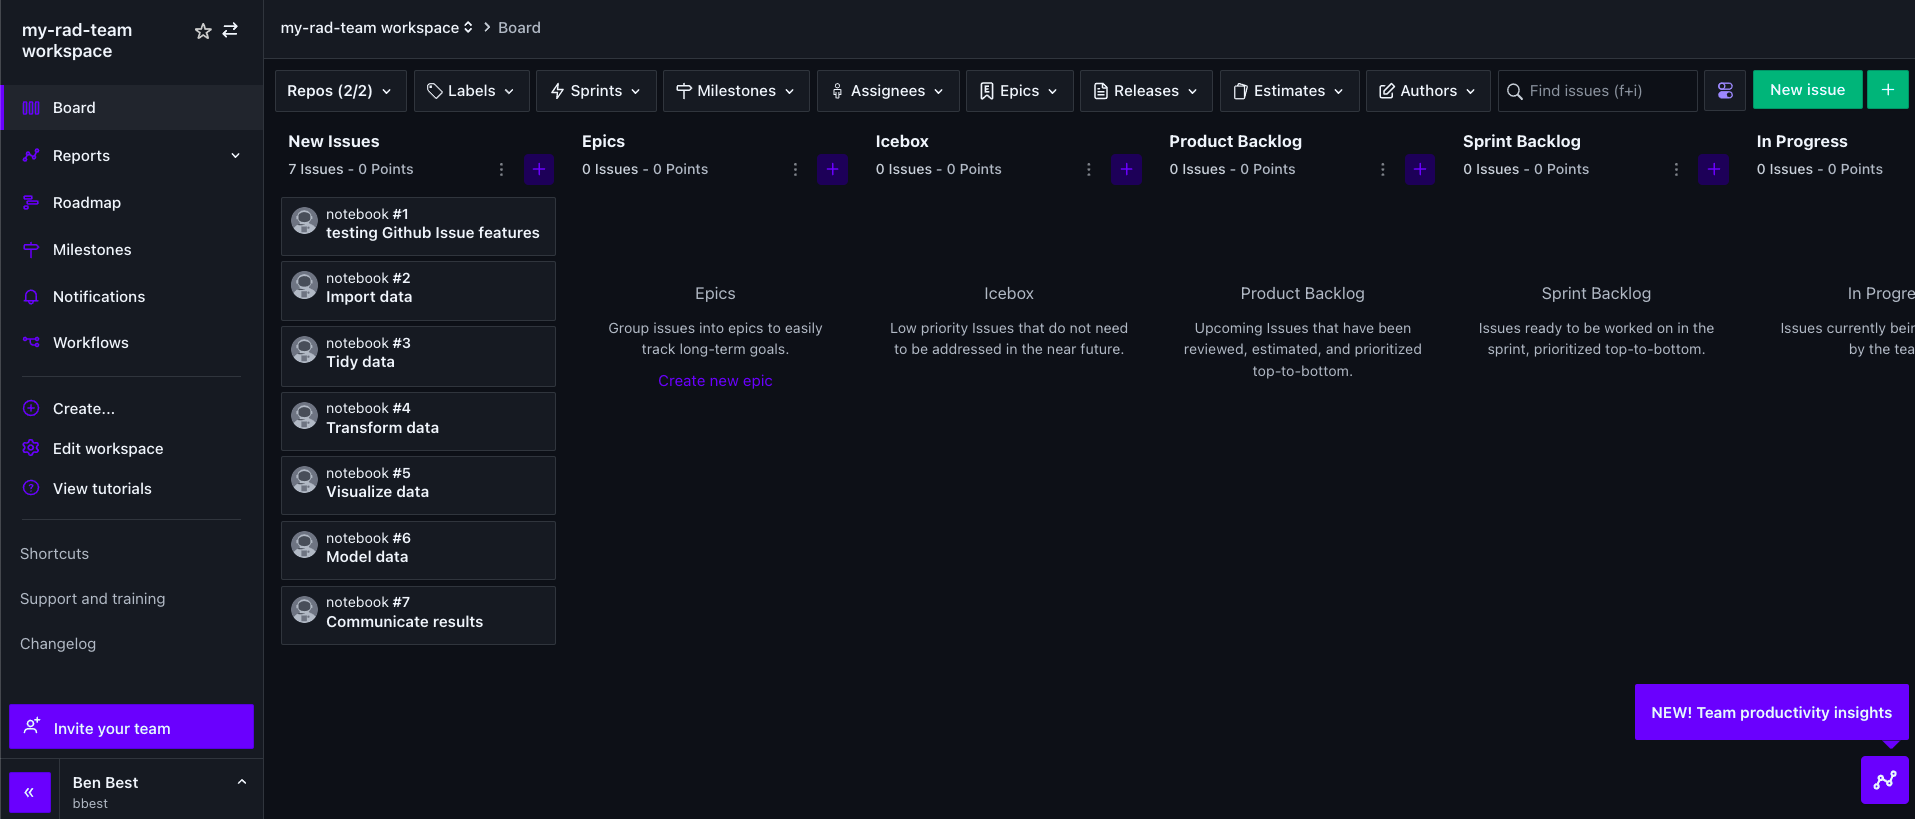 my-rad-team
workspace
Board
Reports
Roadmap
Milestones
Notifications
Workflows
Create...
Edit workspace
View tutorials
Shortcuts
Support and training
Changelog
Invite your team
Ben Best
bbest
my-rad-team workspace > Board
Repos (2/2) Labels Sprints Milestones Assignees Epics Releases Estimates Authors Find issues (f+i) New issue +
New Issues
7 Issues - 0 Points
notebook #1
testing Github Issue features
notebook #2
Import data
notebook #3
Tidy data
notebook #4
Transform data
notebook #5
Visualize data
notebook #6
Model data
notebook #7
Communicate results
Epics
0 Issues - 0 Points
Epics
Group issues into epics to easily
track long-term goals.
Create new epic
Icebox
0 Issues - 0 Points
Icebox
Low priority Issues that do not need
to be addressed in the near future.
Product Backlog
0 Issues - 0 Points
Product Backlog
Upcoming Issues that have been
reviewed, estimated, and prioritized
top-to-bottom.
Sprint Backlog
0 Issues - 0 Points
Sprint Backlog
Issues ready to be worked on in the
sprint, prioritized top-to-bottom.
In Progress
0 Issues - 0 Points
In Progre
Issues currently bein
by the tea
NEW! Team productivity insights